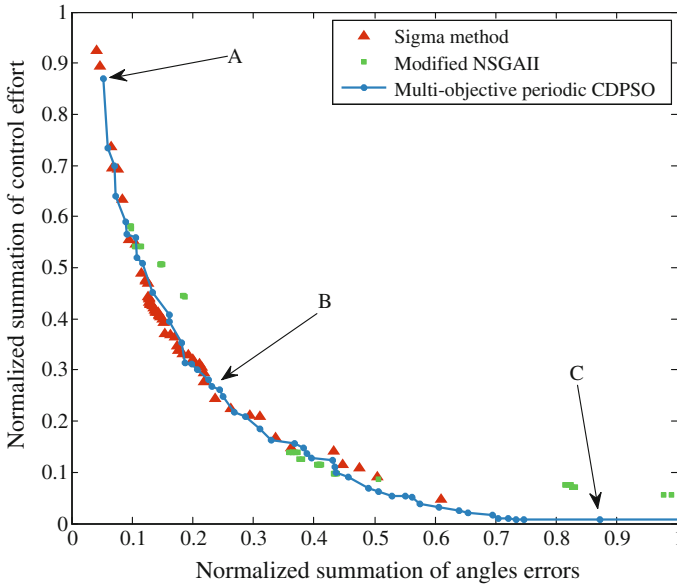 Normalized summation of control effort
1
0.9
0.8
0.7
0.6
0.5
0.4
0.3
0.2
0.1
0
A
B
C
Sigma method
Modified NSGAII
Multi-objective periodic CDPSO
0 0.1 0.2 0.3 0.4 0.5 0.6 0.7 0.8 0.9 1
Normalized summation of angles errors